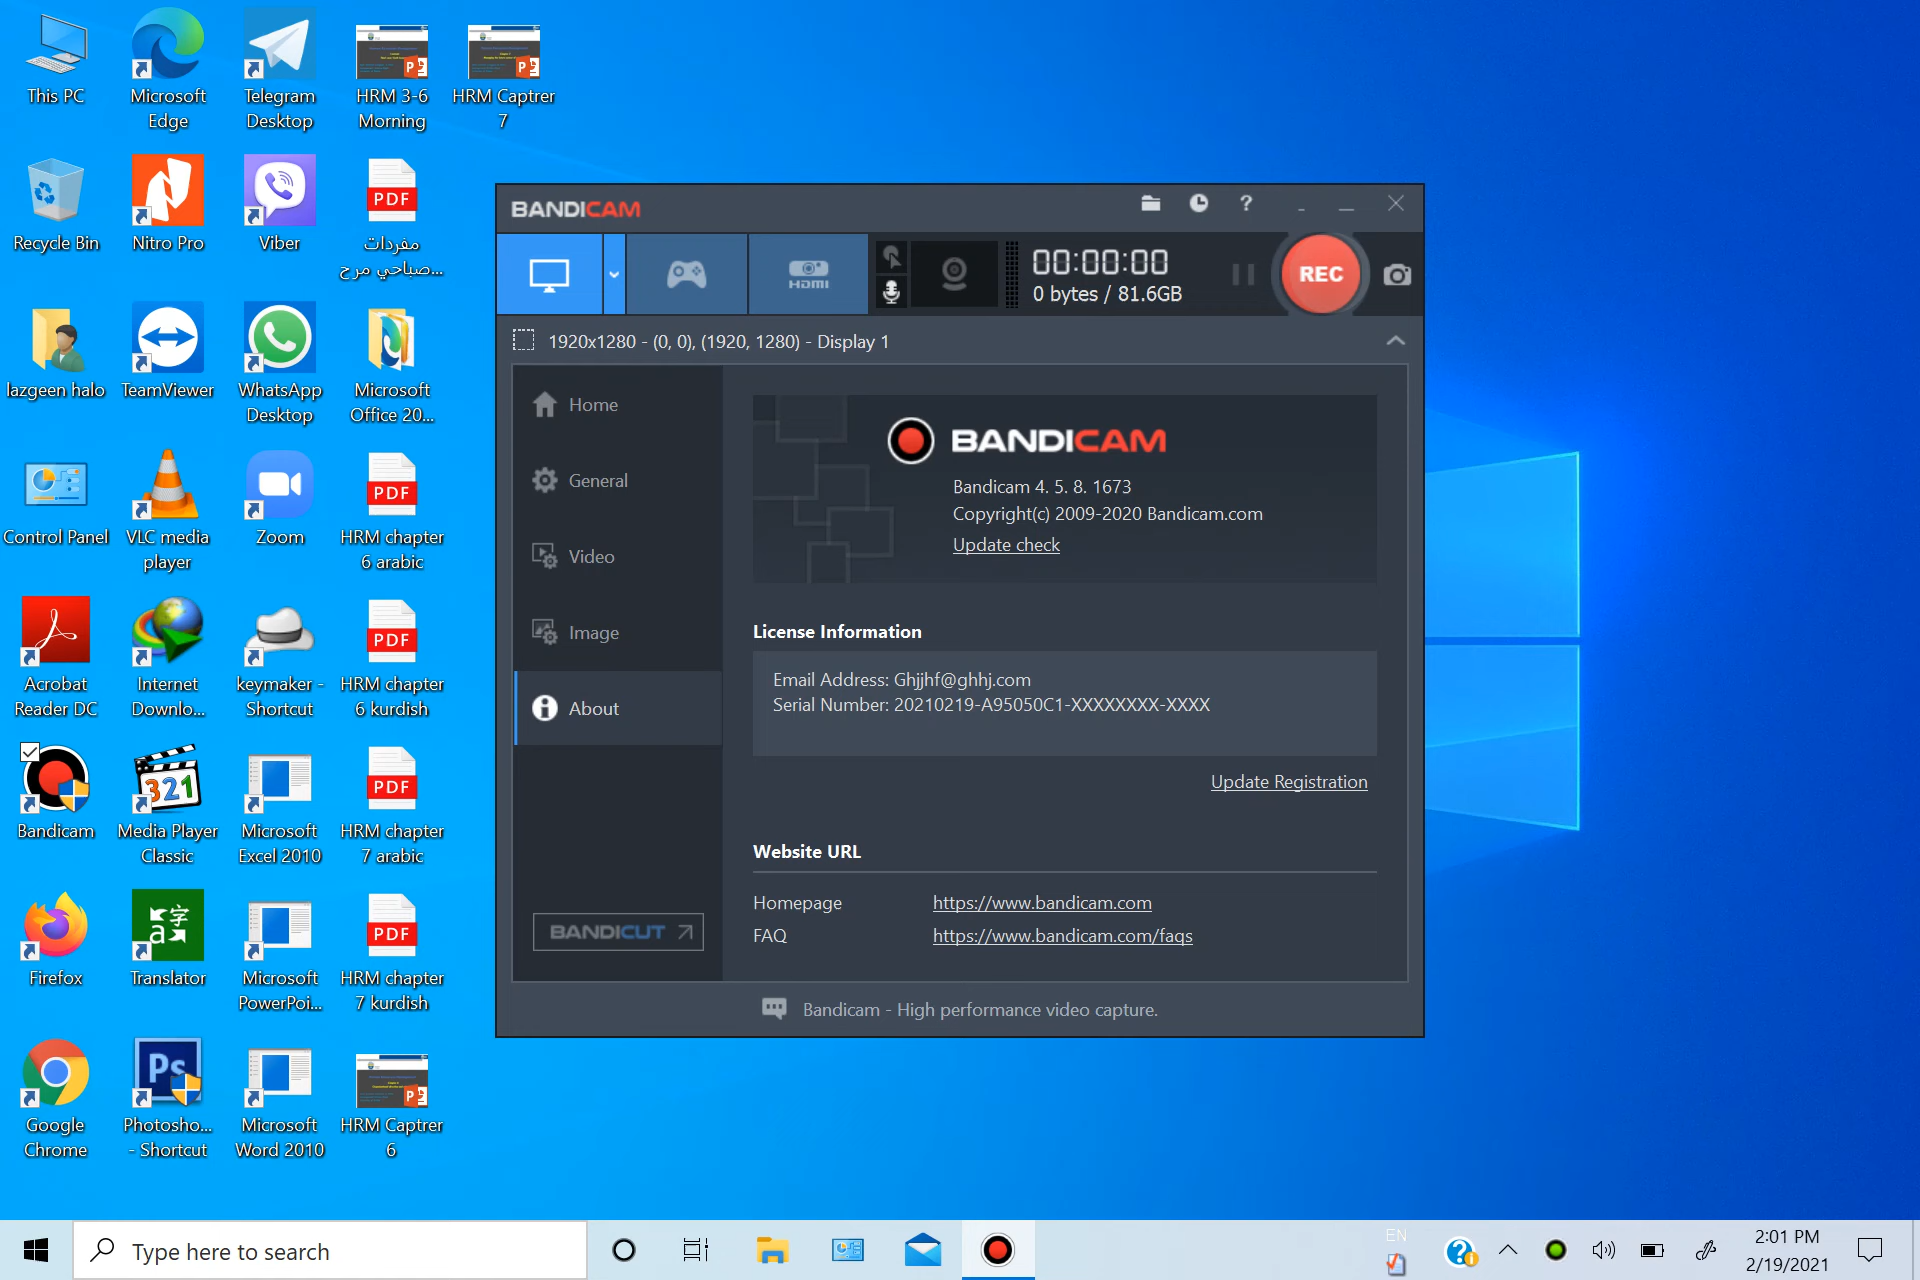 This PC
Microsoft
Edge
Telegram
Desktop
HRM 3-6
Morning
HRM Captrer
7
Recycle Bin
Nitro Pro
Viber
PDF
مفردات
صباحي مرح...
lazgeen halo
TeamViewer
WhatsApp
Desktop
Microsoft
Office 20...
Control Panel
VLC media
player
Zoom
PDF
HRM chapter
6 arabic
Acrobat
Reader DC
Internet
Downlo...
keymaker -
Shortcut
PDF
HRM chapter
6 kurdish
Bandicam
321
Media Player
Classic
Microsoft
Excel 2010
PDF
HRM chapter
7 arabic
Firefox
字
a
Translator
Microsoft
PowerPoi...
PDF
HRM chapter
7 kurdish
Google
Chrome
Ps
Photosho...
- Shortcut
Microsoft
Word 2010
HRM Captrer
6
BANDICAM
?
HDMI
00:00:00
0 bytes / 81.6GB
REC
1920x1280 - (0, 0), (1920, 1280) - Display 1
Home
General
Video
Image
About
BANDICUT
BANDICAM
Bandicam 4. 5. 8. 1673
Copyright(c) 2009-2020 Bandicam.com
Update check
License Information
Email Address: Ghjjhf@ghhj.com
Serial Number: 20210219-A95050C1-XXXXXXXX-XXXX
Update Registration
Website URL
Homepage https://www.bandicam.com
FAQ https://www.bandicam.com/faqs
Bandicam - High performance video capture.
Type here to search
EN
2:01 PM
2/19/2021